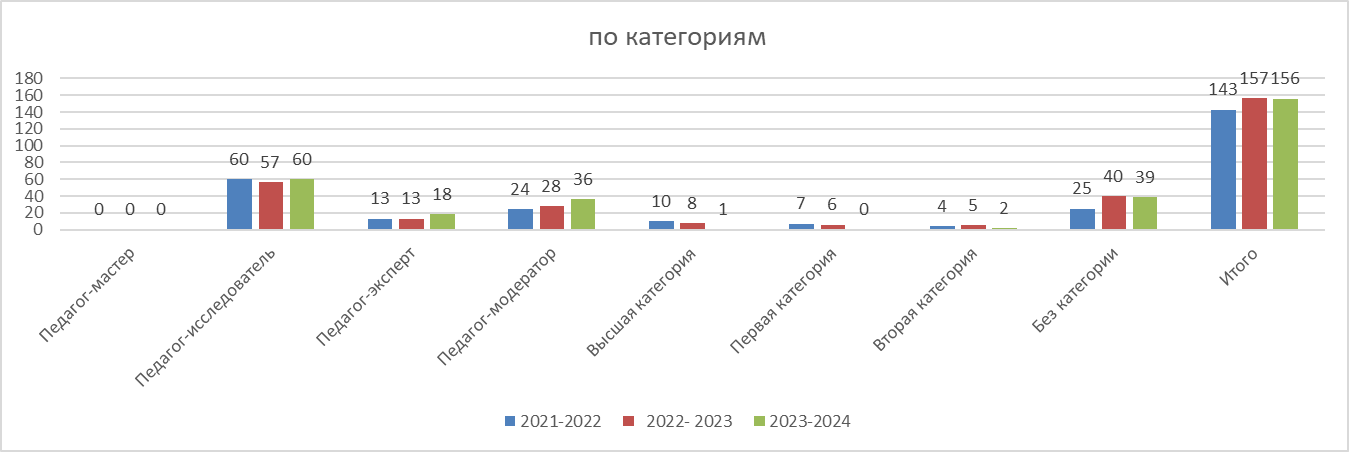 по категориям
180
160
140
120
100
80
60
40
20
0
0 0 0
60 57 60
13 13 18
24 28 36
10 8 1
7 6 0
4 5 2
25 40 39
143 157 156
Педагог-мастер
Педагог-исследователь
Педагог-эксперт
Педагог-модератор
Высшая категория
Первая категория
Вторая категория
Без категории
Итого
2021-2022 2022- 2023 2023-2024